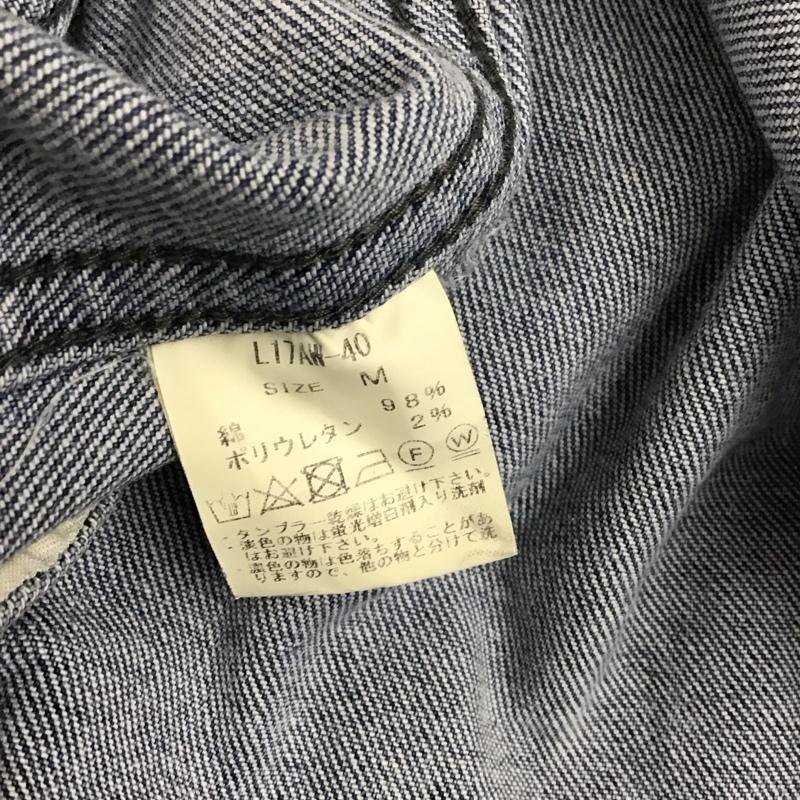 L17AW-40
SIZE M
綿 98%
ポリウレタン 2%
F W
・タンブラー乾燥はお避け下さい。
・淡色の物は蛍光増白剤入り洗剤
はお避け下さい。
・濃色の物は色落ちすることがあ
りますので、他の物と分けて洗